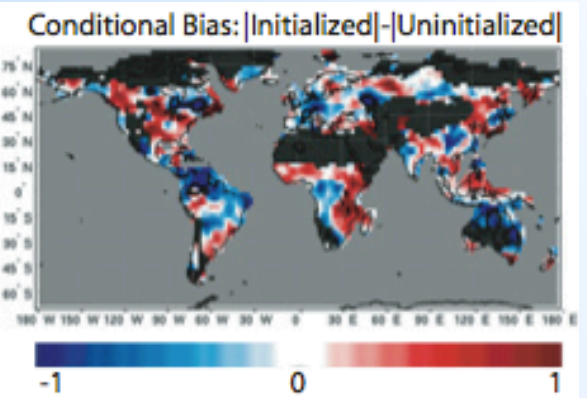 Conditional Bias: |Initialized|-|Uninitialized|
75° N
60° N
45° N
30° N
15° N
0°
15° S
30° S
45° S
60° S
180 W 150 W 120 W 90 W 60 W 30 W 0 30 E 60 E 90 E 120 E 150 E 180 E
-1 0 1